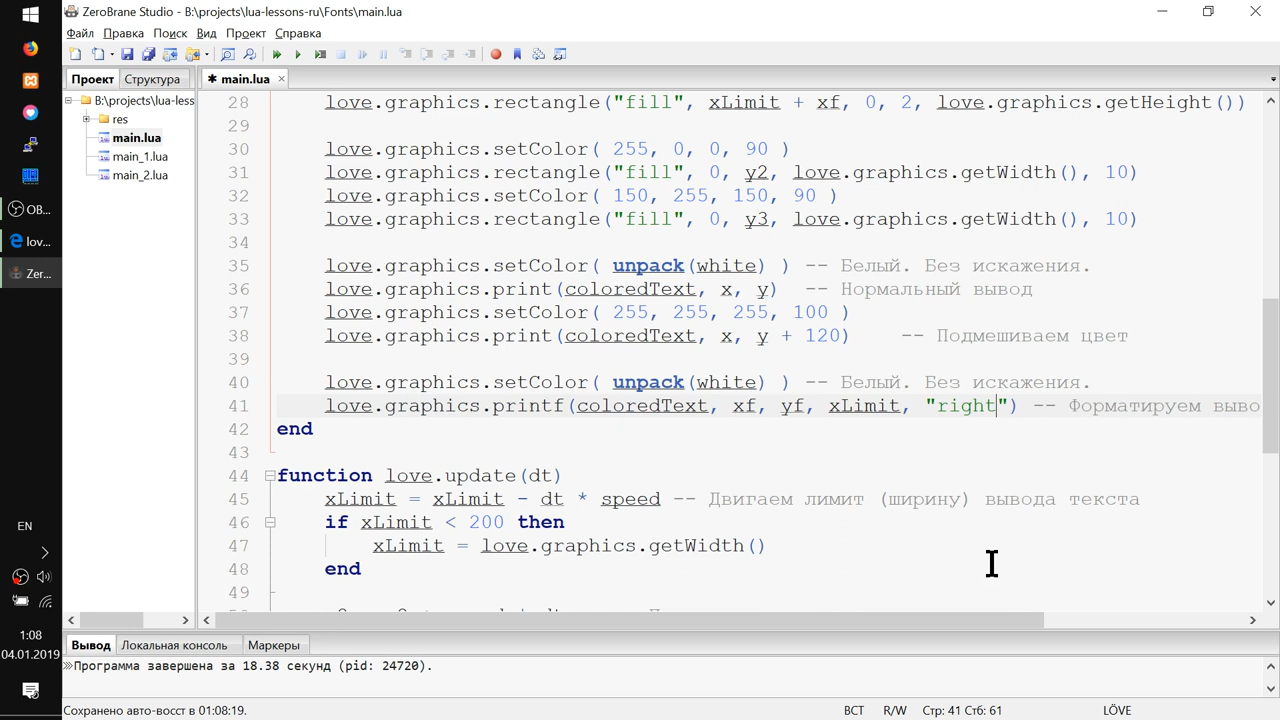 ZeroBrane Studio - B:\projects\lua-lessons-ru\Fonts\main.lua
Файл Правка Поиск Вид Проект Справка
Проект Структура
main.lua
B:\projects\lua-less
res
main.lua
main_1.lua
main_2.lua
28 love.graphics.rectangle("fill", xLimit + xf, 0, 2, love.graphics.getHeight())
29
30 love.graphics.setColor( 255, 0, 0, 90 )
31 love.graphics.rectangle("fill", 0, y2, love.graphics.getWidth(), 10)
32 love.graphics.setColor( 150, 255, 150, 90 )
33 love.graphics.rectangle("fill", 0, y3, love.graphics.getWidth(), 10)
34
35 love.graphics.setColor( unpack(white) ) -- Белый. Без искажения.
36 love.graphics.print(coloredText, x, y) -- Нормальный вывод
37 love.graphics.setColor( 255, 255, 255, 100 )
38 love.graphics.print(coloredText, x, y + 120) -- Подмешиваем цвет
39
40 love.graphics.setColor( unpack(white) ) -- Белый. Без искажения.
41 love.graphics.printf(coloredText, xf, yf, xLimit, "right") -- Форматируем выво
42 end
43
44 function love.update(dt)
45 xLimit = xLimit - dt * speed -- Двигаем лимит (ширину) вывода текста
46 if xLimit < 200 then
47 xLimit = love.graphics.getWidth()
48 end
49
Вывод Локальная консоль Маркеры
Программа завершена за 18.38 секунд (pid: 24720).
Сохранено авто-восст в 01:08:19. ВСТ R/W Стр: 41 Стб: 61 LÖVE
OB...
lov...
Zer...
EN
1:08
04.01.2019